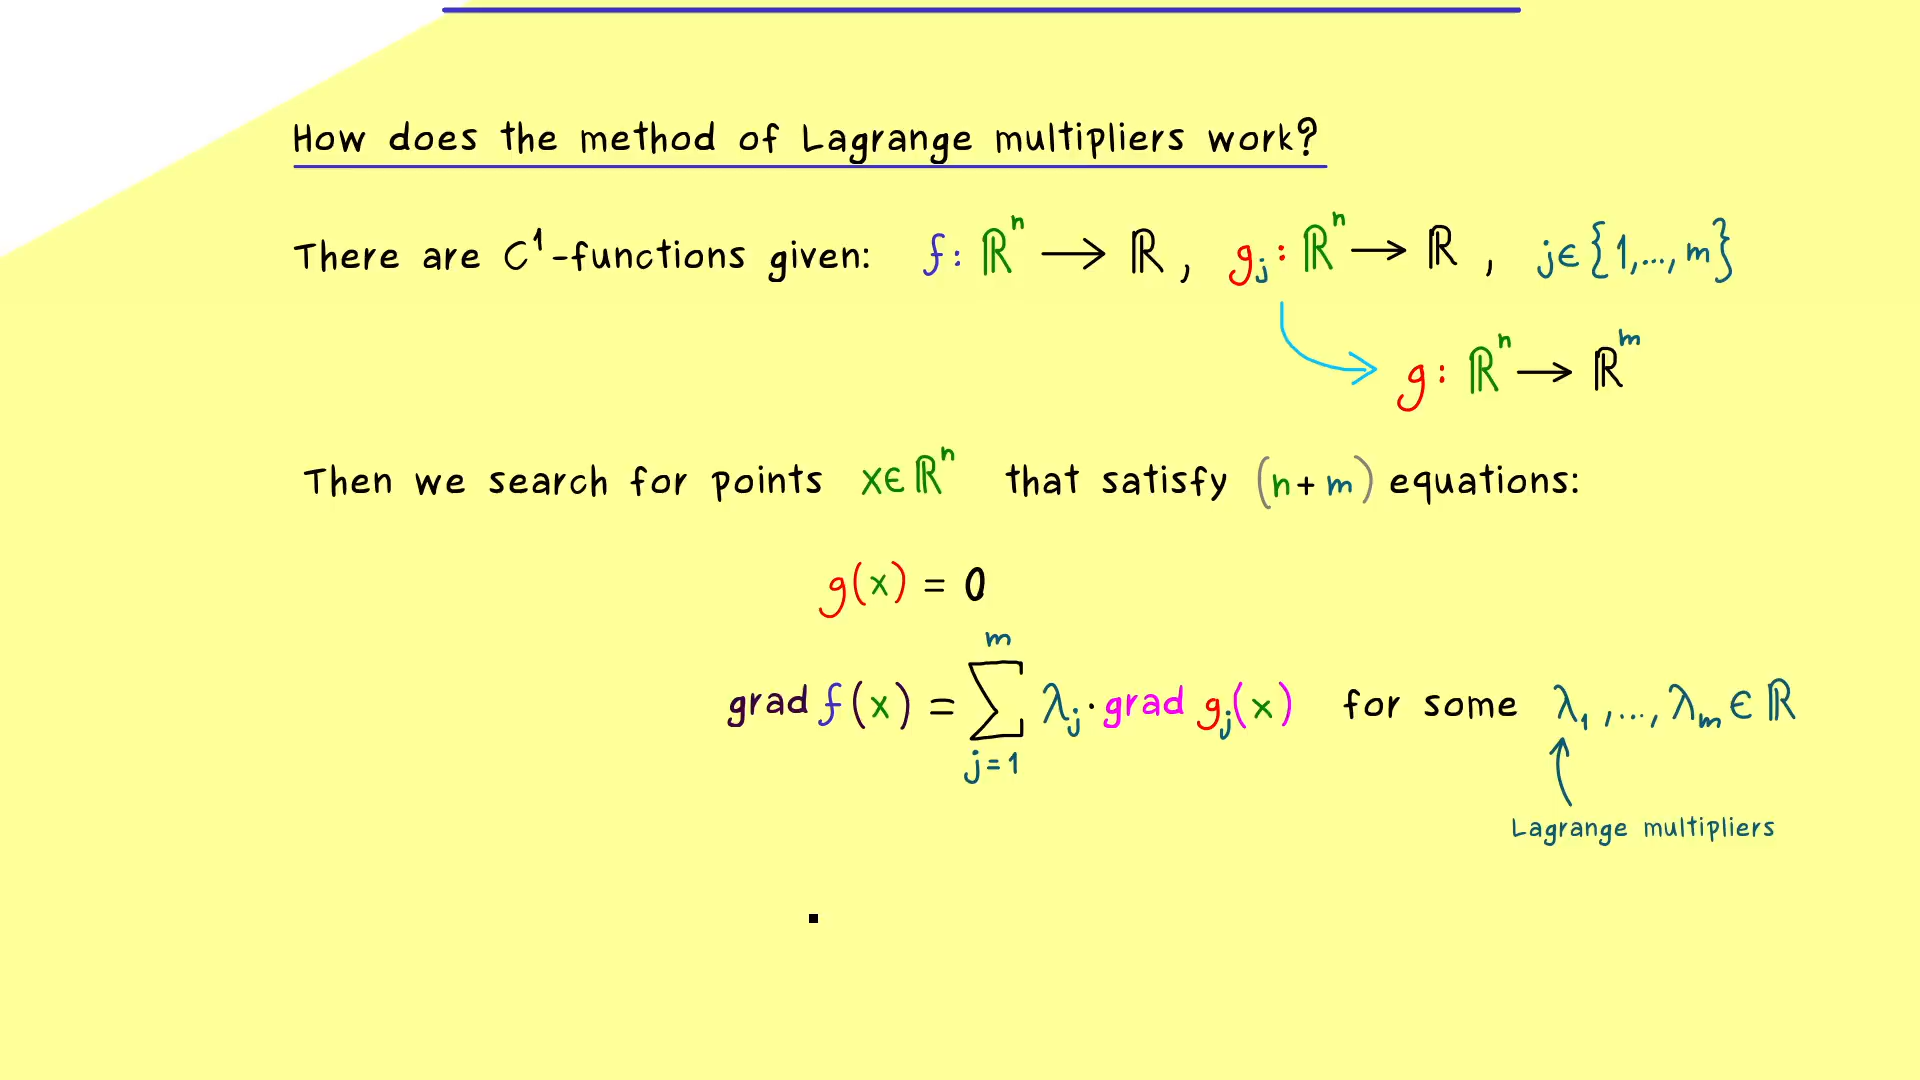 How does the method of Lagrange multipliers work?
There are C¹-functions given: f: ℝⁿ → ℝ, gⱼ: ℝⁿ → ℝ, j∈{1,...,m}
g: ℝⁿ → ℝᵐ
Then we search for points x∈ℝⁿ that satisfy (n+m) equations:
g(x) = 0
grad f(x) = ∑_{j=1}^{m} λⱼ · grad gⱼ(x) for some λ₁,...,λₘ ∈ ℝ
Lagrange multipliers